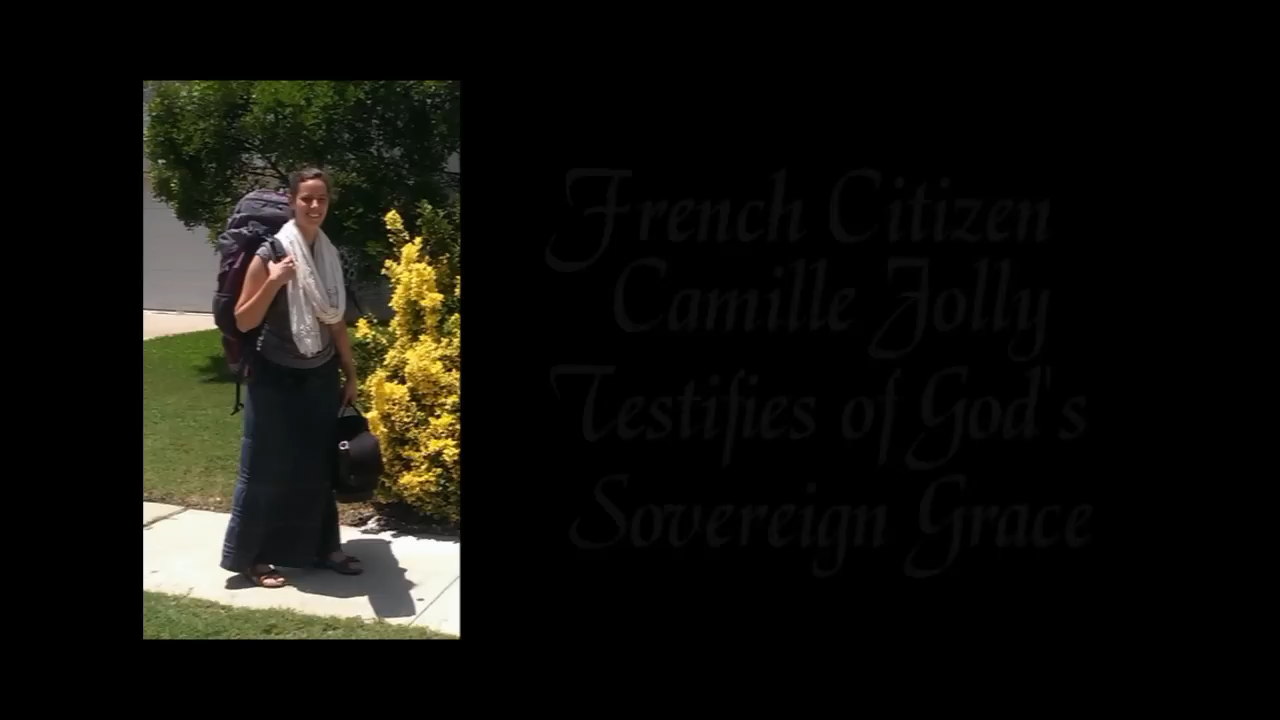 French Citizen
Camille Jolly
Testifies of God's
Sovereign Grace